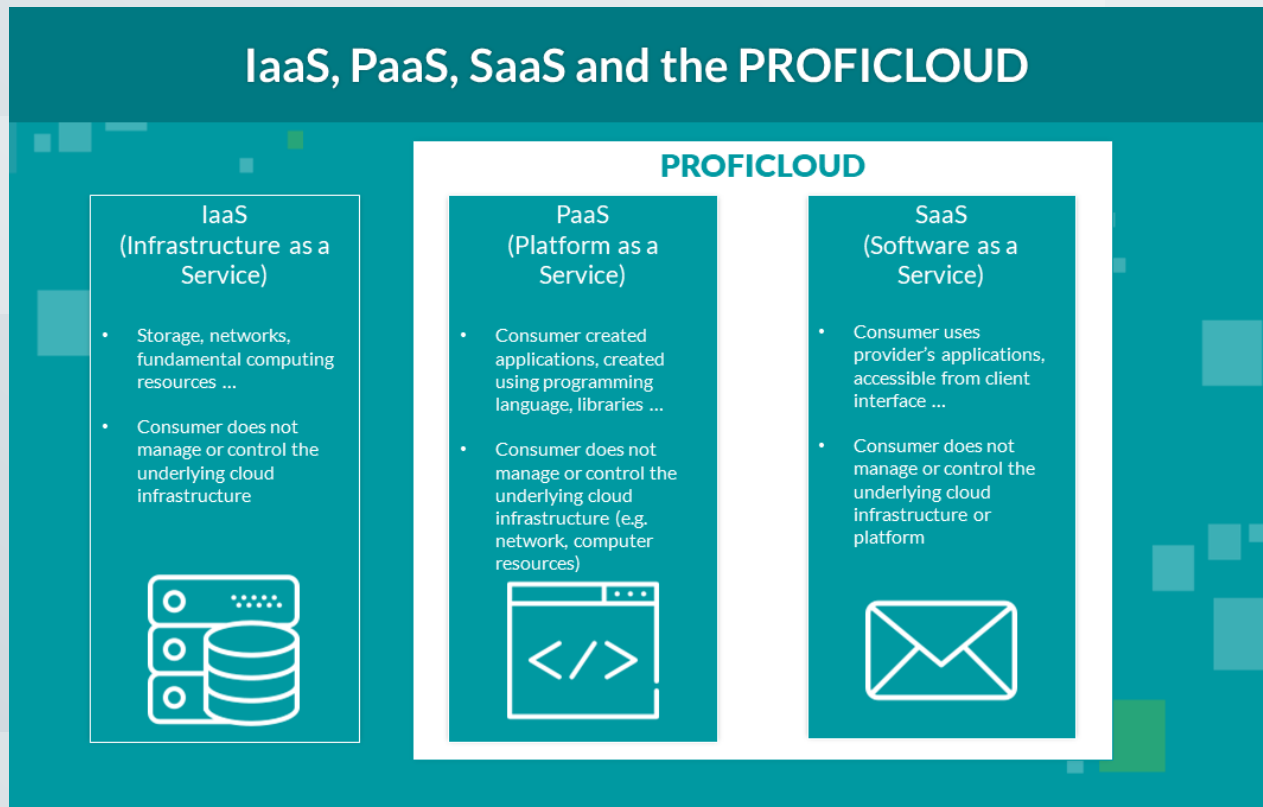 IaaS, PaaS, SaaS and the PROFICLOUD
IaaS
(Infrastructure as a
Service)
• Storage, networks,
fundamental computing
resources ...
• Consumer does not
manage or control the
underlying cloud
infrastructure
PROFICLOUD
PaaS
(Platform as a
Service)
• Consumer created
applications, created
using programming
language, libraries ...
• Consumer does not
manage or control the
underlying cloud
infrastructure (e.g.
network, computer
resources)
</>
SaaS
(Software as a
Service)
• Consumer uses
provider’s applications,
accessible from client
interface ...
• Consumer does not
manage or control the
underlying cloud
infrastructure or
platform